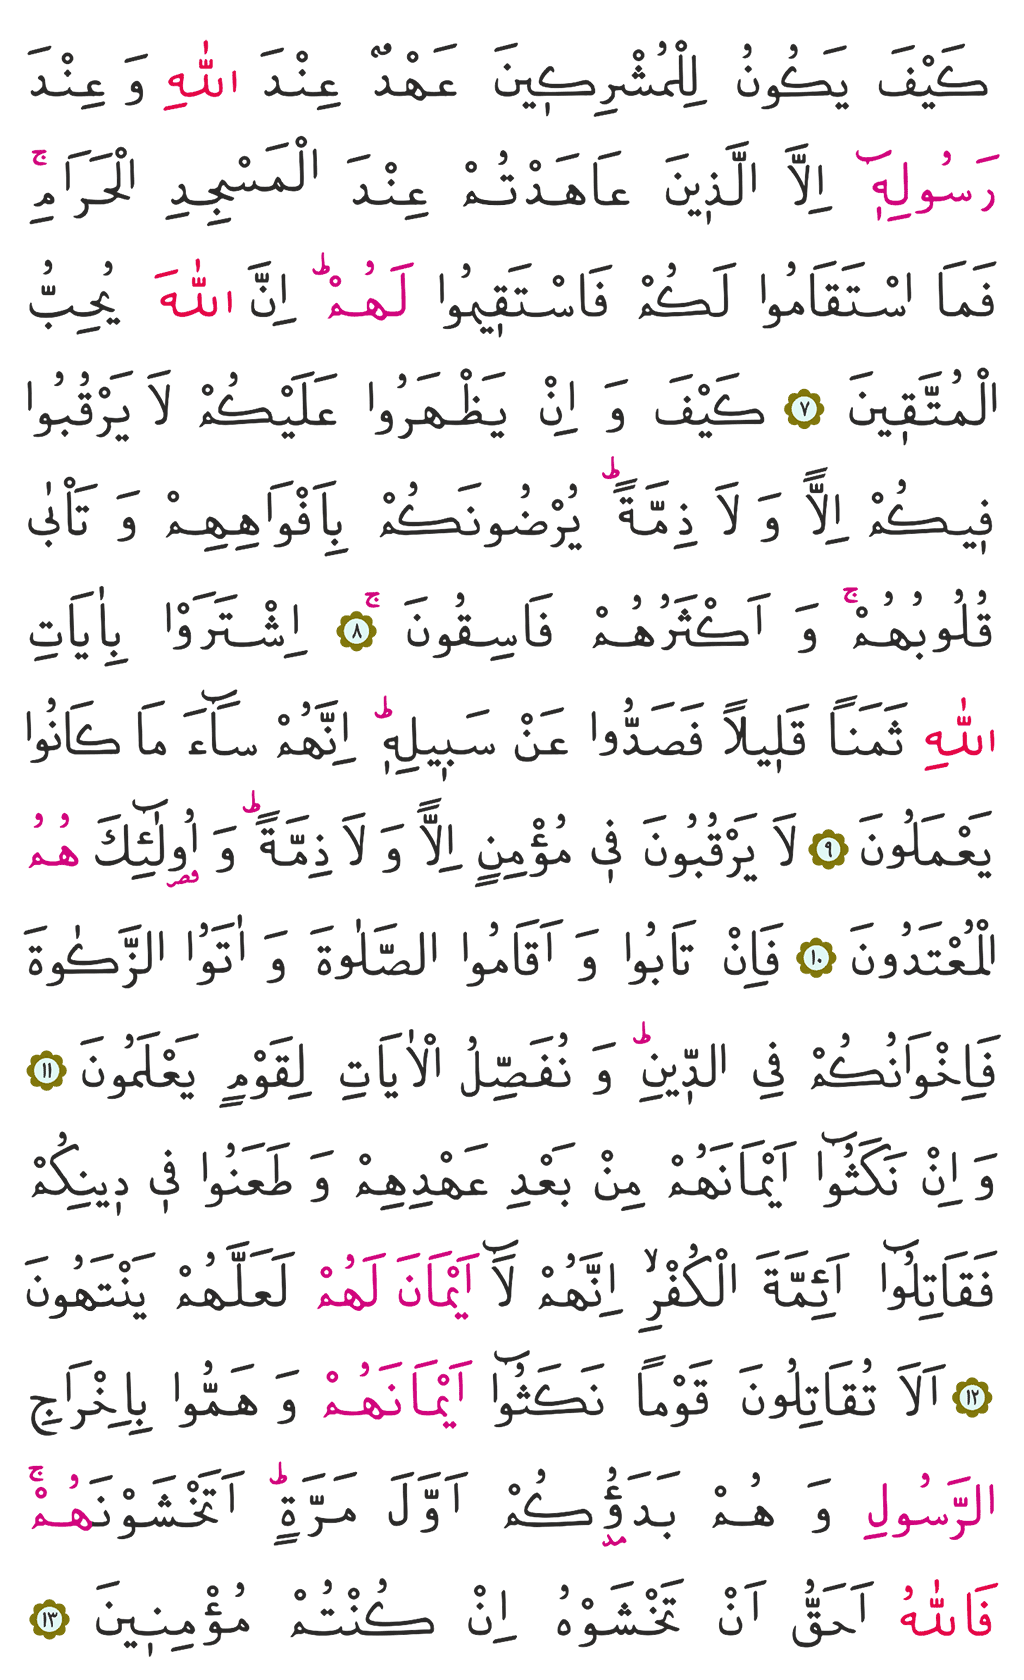 كَيْفَ يَكُونُ لِلْمُشْرِكٖينَ عَهْدٌ عِنْدَ اللّٰهِ وَ عِنْدَ
رَسُولِهٖٓ اِلَّا الَّذٖينَ عَاهَدْتُمْ عِنْدَ الْمَسْجِدِ الْحَرَامِۚ
فَمَا اسْتَقَامُوا لَكُمْ فَاسْتَقٖيمُوا لَهُمْؕ اِنَّ اللّٰهَ يُحِبُّ
الْمُتَّقٖينَ ٧ كَيْفَ وَ اِنْ يَظْهَرُوا عَلَيْكُمْ لَا يَرْقُبُوا
فٖيكُمْ اِلًّا وَ لَا ذِمَّةًؕ يُرْضُونَكُمْ بِاَفْوَاهِهِمْ وَ تَاْبٰى
قُلُوبُهُمْۚ وَ اَكْثَرُهُمْ فَاسِقُونَۚ ٨ اِشْتَرَوْا بِاٰيَاتِ
اللّٰهِ ثَمَنًا قَلٖيلًا فَصَدُّوا عَنْ سَبٖيلِهٖؕ اِنَّهُمْ سَٓاءَ مَا كَانُوا
يَعْمَلُونَ ٩ لَا يَرْقُبُونَ فٖى مُؤْمِنٍ اِلًّا وَ لَا ذِمَّةًؕ وَ اُولٰٓئِكَ هُمُ
الْمُعْتَدُونَ ١٠ فَاِنْ تَابُوا وَ اَقَامُوا الصَّلٰوةَ وَ اٰتَوُا الزَّكٰوةَ
فَاِخْوَانُكُمْ فِى الدّٖينِؕ وَ نُفَصِّلُ الْاٰيَاتِ لِقَوْمٍ يَعْلَمُونَ ١١
وَ اِنْ نَكَثُٓوا اَيْمَانَهُمْ مِنْ بَعْدِ عَهْدِهِمْ وَ طَعَنُوا فٖى دٖينِكُمْ
فَقَاتِلُٓوا اَئِمَّةَ الْكُفْرِۙ اِنَّهُمْ لَٓا اَيْمَانَ لَهُمْ لَعَلَّهُمْ يَنْتَهُونَ
١٢ اَلَا تُقَاتِلُونَ قَوْمًا نَكَثُٓوا اَيْمَانَهُمْ وَ هَمُّوا بِاِخْرَاجِ
الرَّسُولِ وَ هُمْ بَدَؤُكُمْ اَوَّلَ مَرَّةٍؕ اَتَخْشَوْنَهُمْۚ
فَاللّٰهُ اَحَقُّ اَنْ تَخْشَوْهُ اِنْ كُنْتُمْ مُؤْمِنٖينَ ١٣